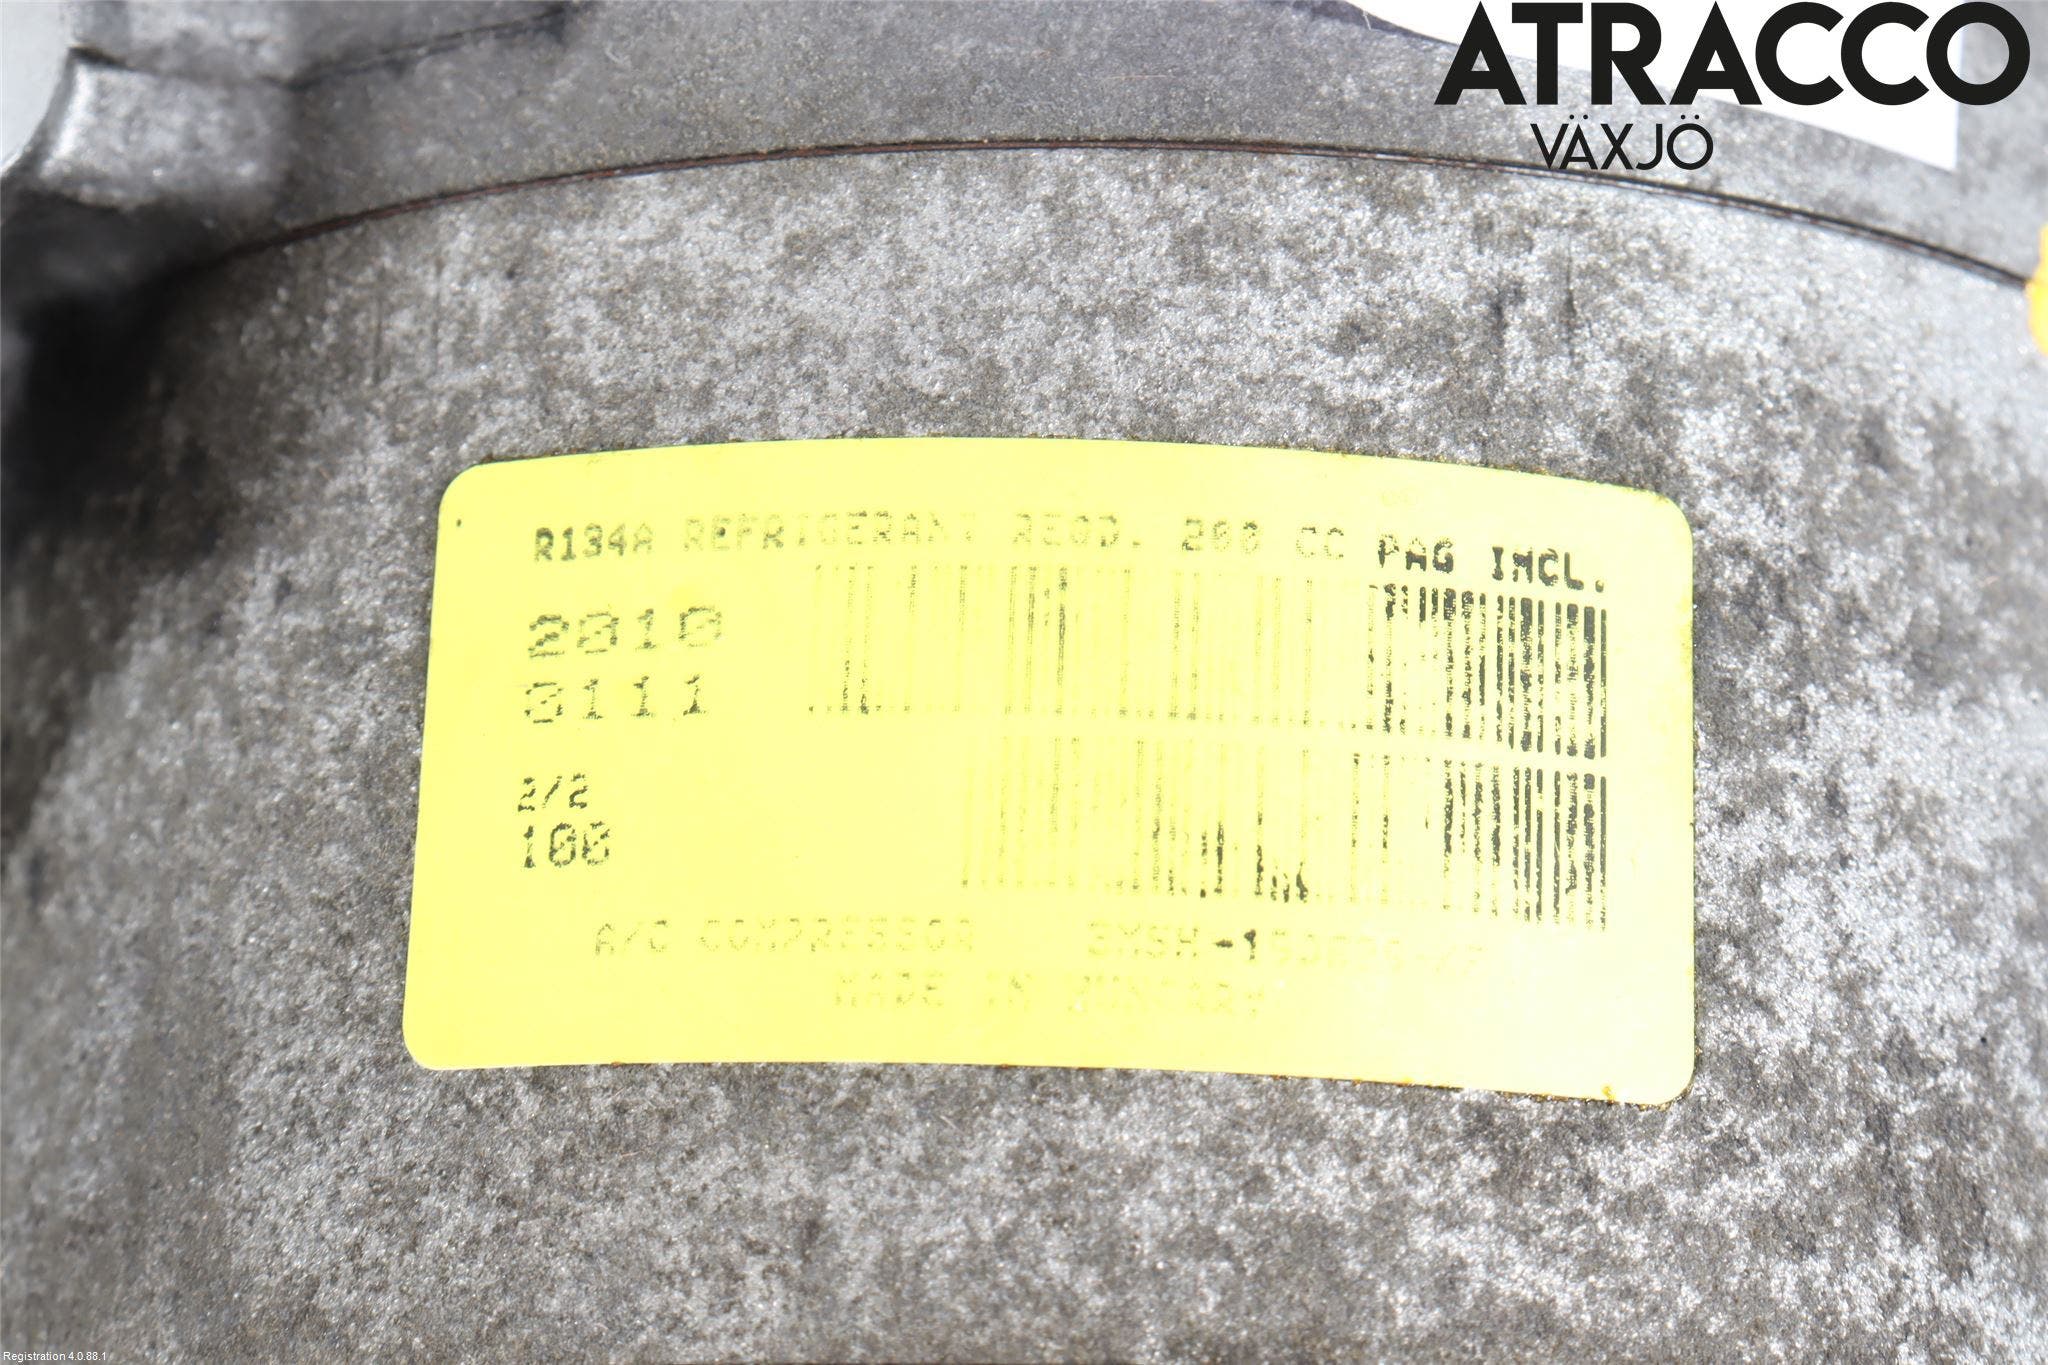 ATRACCO
VÄXJÖ
R134A REFRIGERANT REQD. 200 CC PAG INCL.
2010
0111
2/2
100
A/C COMPRESSOR
MADE IN HUNGARY
Registration 4.0.88.1